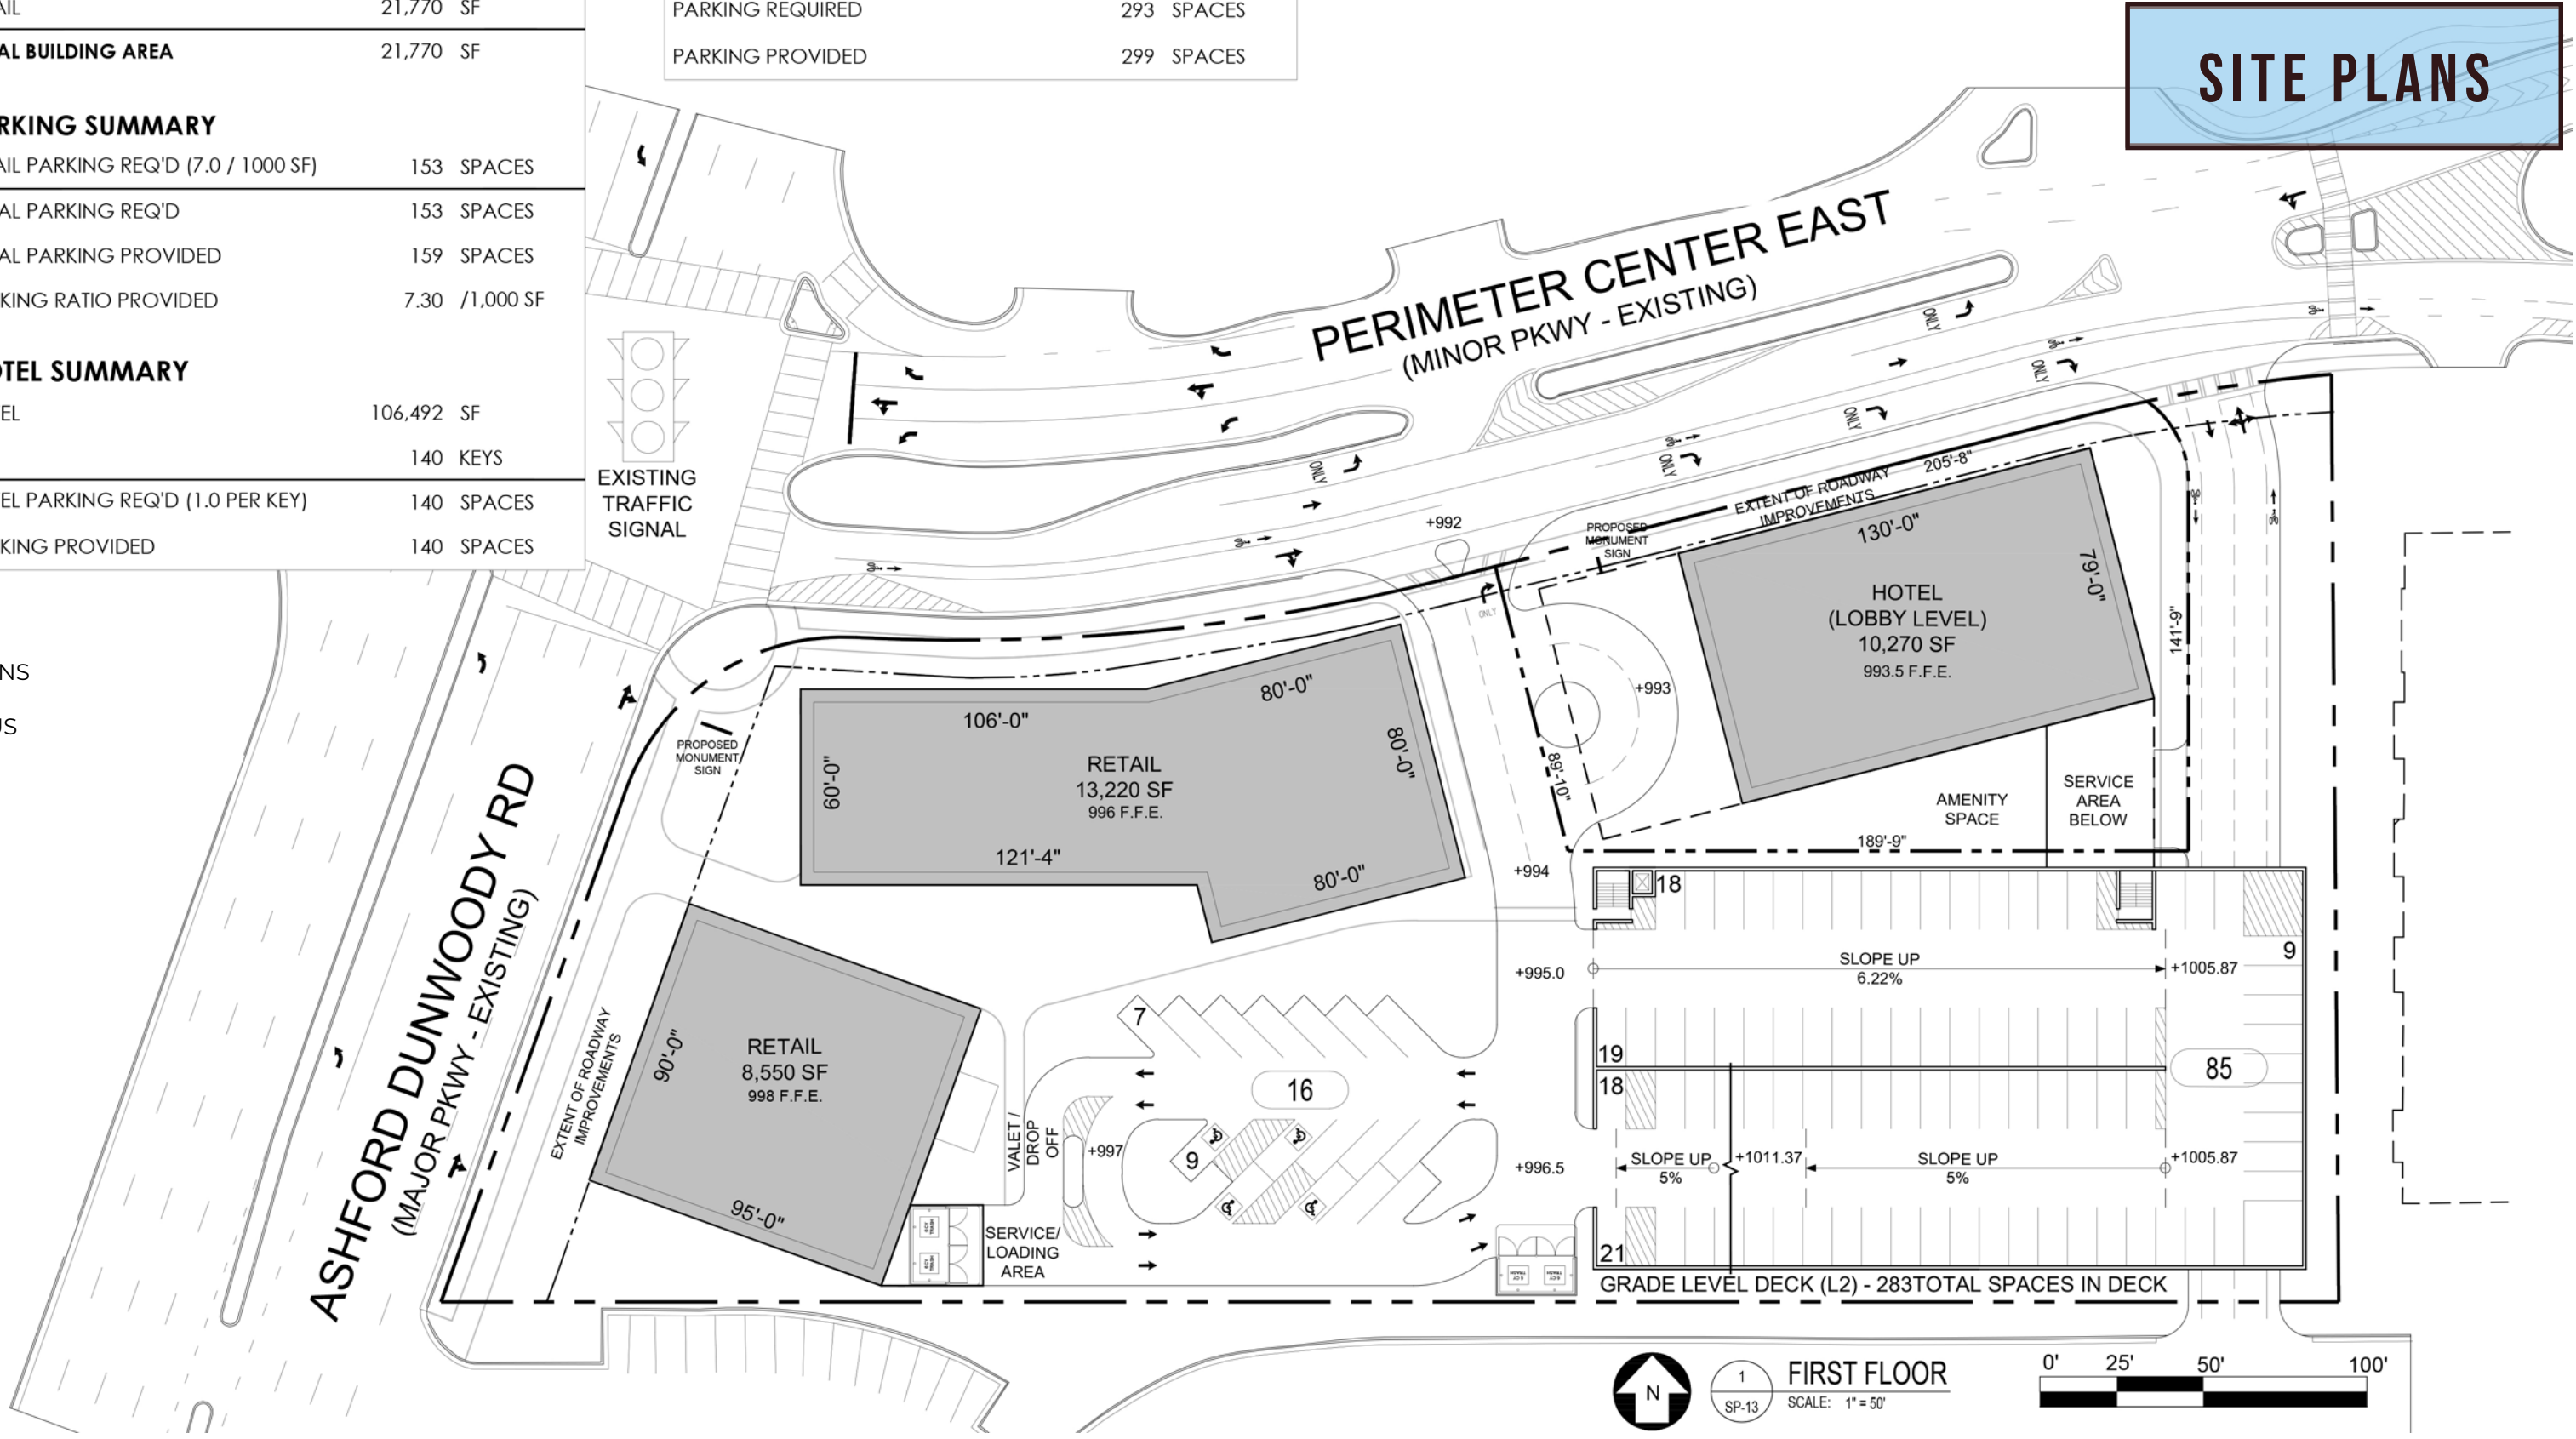 AIL 21,770 SF
AL BUILDING AREA 21,770 SF
RKING SUMMARY
AIL PARKING REQ'D (7.0 / 1000 SF) 153 SPACES
AL PARKING REQ'D 153 SPACES
AL PARKING PROVIDED 159 SPACES
KING RATIO PROVIDED 7.30 /1,000 SF
OTEL SUMMARY
EL 106,492 SF
140 KEYS
EL PARKING REQ'D (1.0 PER KEY) 140 SPACES
KING PROVIDED 140 SPACES
NS
US
PARKING REQUIRED 293 SPACES
PARKING PROVIDED 299 SPACES
SITE PLANS
PERIMETER CENTER EAST
(MINOR PKWY - EXISTING)
EXISTING
TRAFFIC
SIGNAL
ONLY
ONLY
ONLY
ONLY
ONLY
ONLY
+992
PROPOSED
MONUMENT
SIGN
EXTENT OF ROADWAY
IMPROVEMENTS
205'-8"
130'-0"
79'-0"
HOTEL
(LOBBY LEVEL)
10,270 SF
993.5 F.F.E.
141'-9"
+993
89'-10"
AMENITY
SPACE
SERVICE
AREA
BELOW
189'-9"
PROPOSED
MONUMENT
SIGN
106'-0"
80'-0"
80'-0"
60'-0"
RETAIL
13,220 SF
996 F.F.E.
121'-4"
80'-0"
+994
ASHFORD DUNWOODY RD
(MAJOR PKWY - EXISTING)
EXTENT OF ROADWAY
IMPROVEMENTS
90'-0"
RETAIL
8,550 SF
998 F.F.E.
95'-0"
VALET /
DROP
OFF
SERVICE/
LOADING
AREA
+997
7
16
9
+995.0
+996.5
18
SLOPE UP
6.22%
+1005.87
9
19
18
85
SLOPE UP
5%
+1011.37
SLOPE UP
5%
+1005.87
21
GRADE LEVEL DECK (L2) - 283TOTAL SPACES IN DECK
N
1
SP-13
FIRST FLOOR
SCALE: 1" = 50'
0' 25' 50' 100'